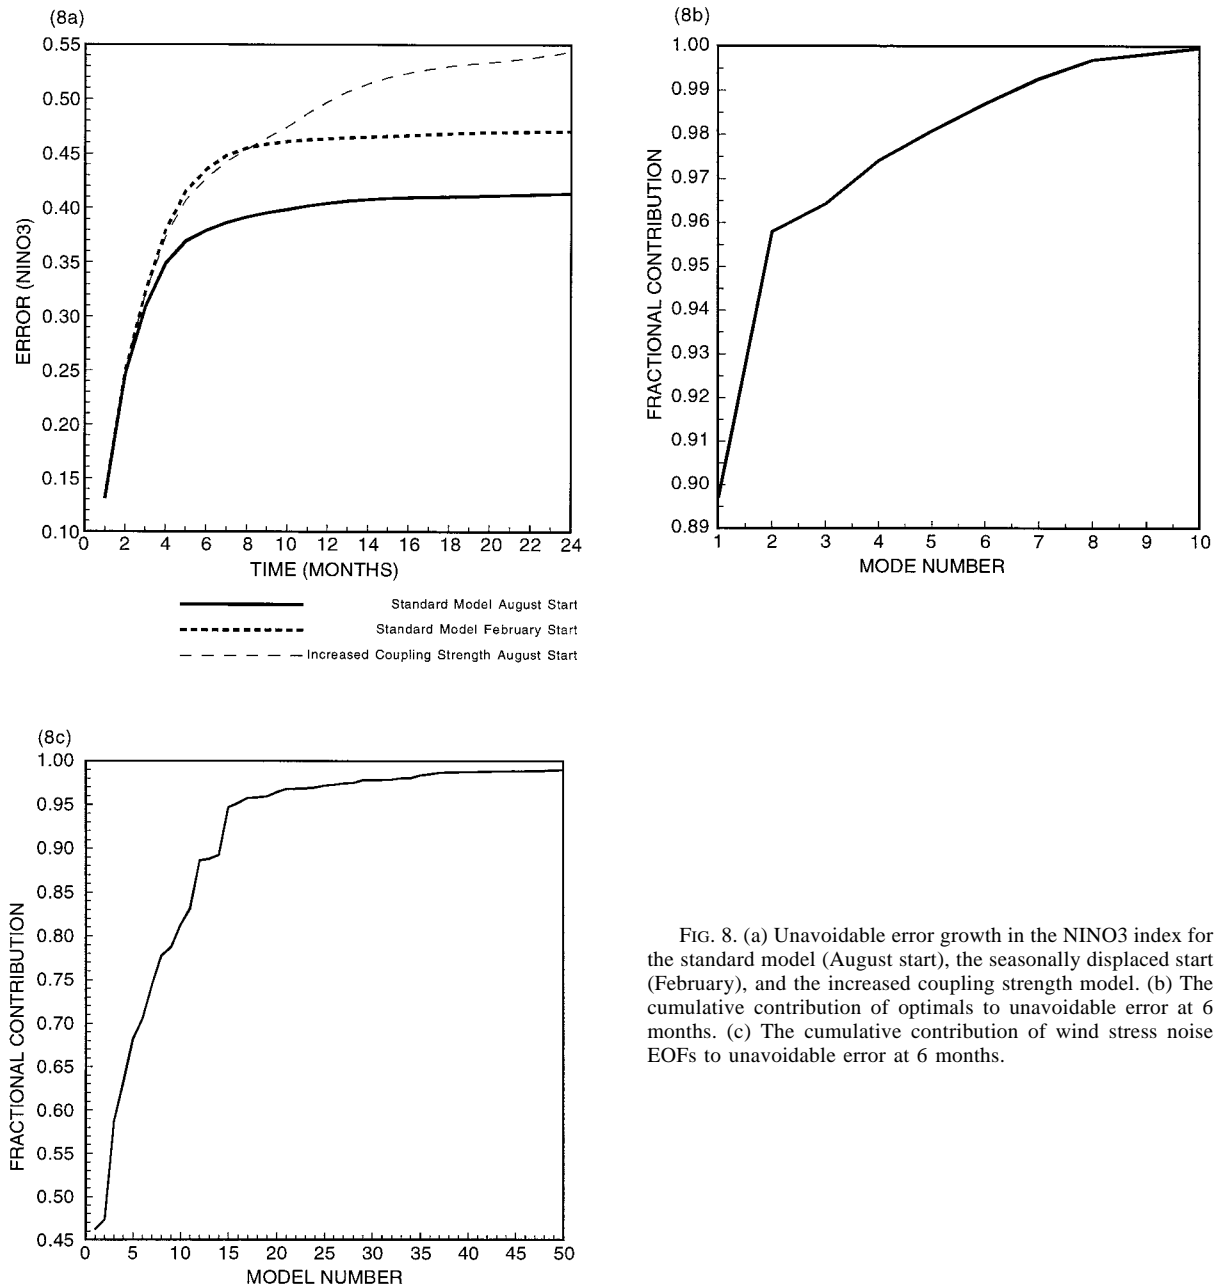 (8a)
0.55
0.50
0.45
0.40
0.35
0.30
0.25
0.20
0.15
0.10
ERROR (NINO3)
0 2 4 6 8 10 12 14 16 18 20 22 24
TIME (MONTHS)
Standard Model August Start
Standard Model February Start
Increased Coupling Strength August Start
(8b)
1.00
0.99
0.98
0.97
0.96
0.95
0.94
0.93
0.92
0.91
0.90
0.89
FRACTIONAL CONTRIBUTION
1 2 3 4 5 6 7 8 9 10
MODE NUMBER
(8c)
1.00
0.95
0.90
0.85
0.80
0.75
0.70
0.65
0.60
0.55
0.50
0.45
FRACTIONAL CONTRIBUTION
0 5 10 15 20 25 30 35 40 45 50
MODEL NUMBER
FIG. 8. (a) Unavoidable error growth in the NINO3 index for
the standard model (August start), the seasonally displaced start
(February), and the increased coupling strength model. (b) The
cumulative contribution of optimals to unavoidable error at 6
months. (c) The cumulative contribution of wind stress noise
EOFs to unavoidable error at 6 months.